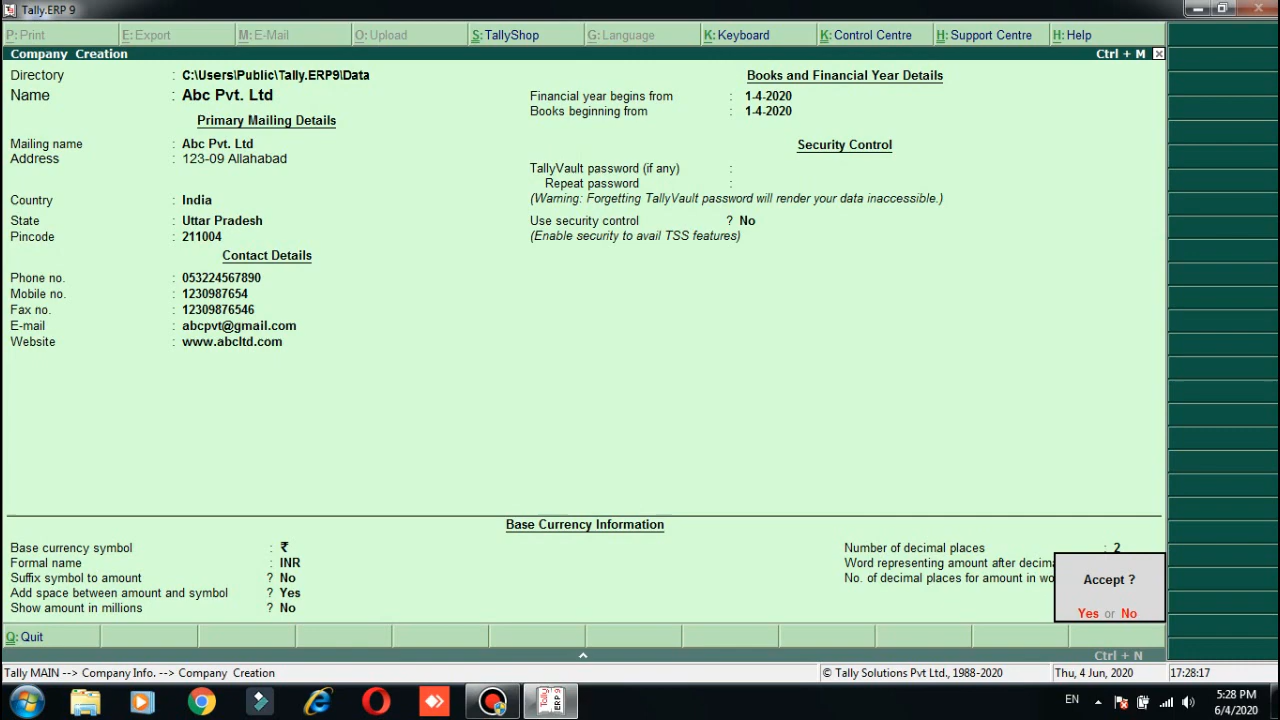 Tally.ERP 9
P: Print E: Export M: E-Mail O: Upload S: TallyShop G: Language K: Keyboard K: Control Centre H: Support Centre H: Help
Company Creation Ctrl + M
Directory : C:\Users\Public\Tally.ERP9\Data
Name : Abc Pvt. Ltd
Primary Mailing Details
Mailing name : Abc Pvt. Ltd
Address : 123-09 Allahabad
Country : India
State : Uttar Pradesh
Pincode : 211004
Contact Details
Phone no. : 053224567890
Mobile no. : 1230987654
Fax no. : 12309876546
E-mail : abcpvt@gmail.com
Website : www.abcltd.com
Books and Financial Year Details
Financial year begins from : 1-4-2020
Books beginning from : 1-4-2020
Security Control
TallyVault password (if any) :
Repeat password :
(Warning: Forgetting TallyVault password will render your data inaccessible.)
Use security control ? No
(Enable security to avail TSS features)
Base Currency Information
Base currency symbol : ₹
Formal name : INR
Suffix symbol to amount ? No
Add space between amount and symbol ? Yes
Show amount in millions ? No
Number of decimal places : 2
Word representing amount after decim
No. of decimal places for amount in wo
Accept ?
Yes or No
Q: Quit
Ctrl + N
Tally MAIN --> Company Info. --> Company Creation © Tally Solutions Pvt Ltd., 1988-2020 Thu, 4 Jun, 2020 17:28:17
Tally ERP 9
EN
5:28 PM
6/4/2020